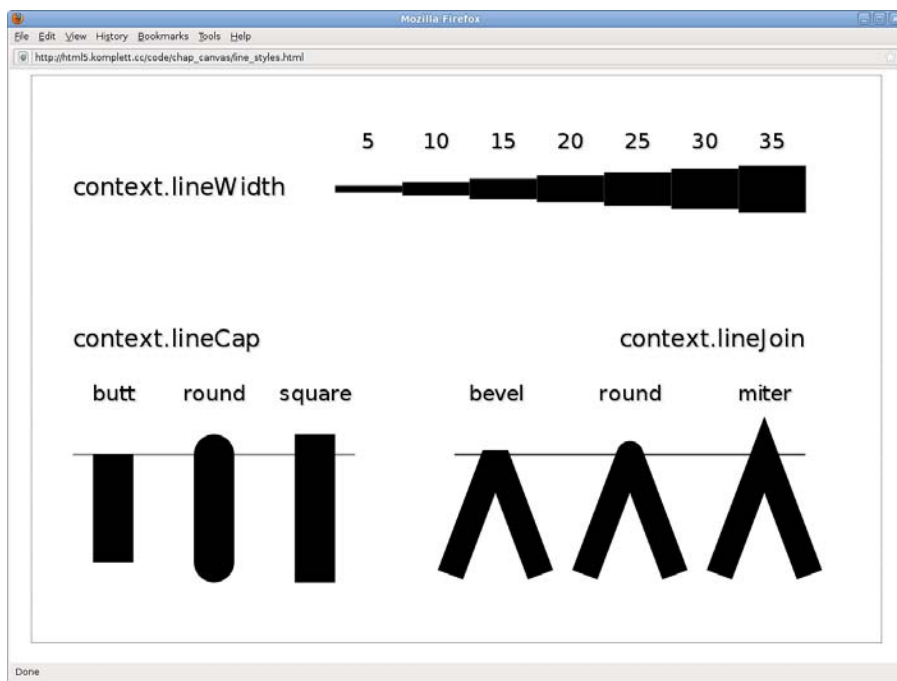 Mozilla Firefox
File Edit View History Bookmarks Tools Help
http://html5.komplett.cc/code/chap_canvas/line_styles.html
5 10 15 20 25 30 35
context.lineWidth
context.lineCap context.lineJoin
butt round square bevel round miter
Done